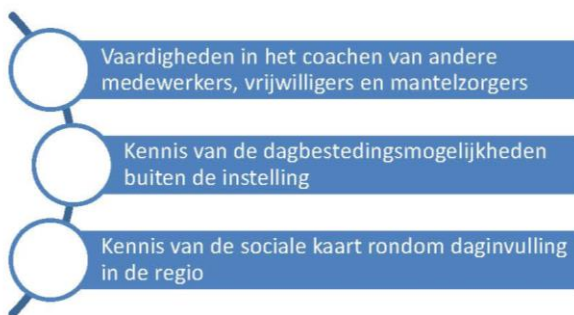 Vaardigheden in het coachen van andere
medewerkers, vrijwilligers en mantelzorgers
Kennis van de dagbestedingsmogelijkheden
buiten de instelling
Kennis van de sociale kaart rondom daginvulling
in de regio